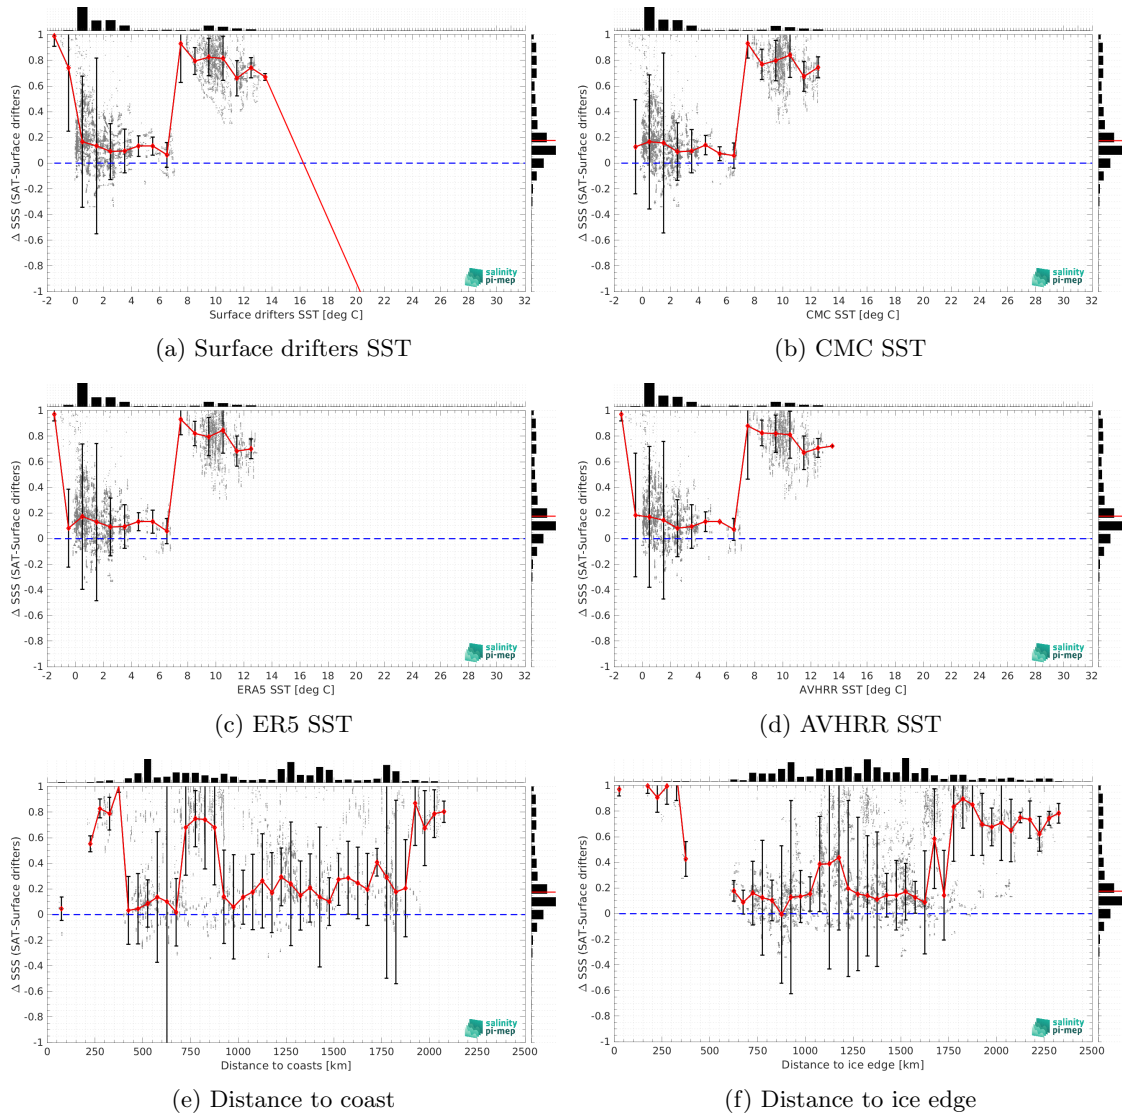 1
0.8
0.6
0.4
0.2
0
-0.2
-0.4
-0.6
-0.8
-1
Δ SSS (SAT-Surface drifters)
-2 0 2 4 6 8 10 12 14 16 18 20 22 24 26 28 30 32
Surface drifters SST [deg C]
salinity
pi-mep
(a) Surface drifters SST
1
0.8
0.6
0.4
0.2
0
-0.2
-0.4
-0.6
-0.8
-1
Δ SSS (SAT-Surface drifters)
-2 0 2 4 6 8 10 12 14 16 18 20 22 24 26 28 30 32
CMC SST [deg C]
salinity
pi-mep
(b) CMC SST
1
0.8
0.6
0.4
0.2
0
-0.2
-0.4
-0.6
-0.8
-1
Δ SSS (SAT-Surface drifters)
-2 0 2 4 6 8 10 12 14 16 18 20 22 24 26 28 30 32
ERA5 SST [deg C]
salinity
pi-mep
(c) ER5 SST
1
0.8
0.6
0.4
0.2
0
-0.2
-0.4
-0.6
-0.8
-1
Δ SSS (SAT-Surface drifters)
-2 0 2 4 6 8 10 12 14 16 18 20 22 24 26 28 30 32
AVHRR SST [deg C]
salinity
pi-mep
(d) AVHRR SST
1
0.8
0.6
0.4
0.2
0
-0.2
-0.4
-0.6
-0.8
-1
Δ SSS (SAT-Surface drifters)
0 250 500 750 1000 1250 1500 1750 2000 2250 2500
Distance to coasts [km]
salinity
pi-mep
(e) Distance to coast
1
0.8
0.6
0.4
0.2
0
-0.2
-0.4
-0.6
-0.8
-1
Δ SSS (SAT-Surface drifters)
0 250 500 750 1000 1250 1500 1750 2000 2250 2500
Distance to ice edge [km]
salinity
pi-mep
(f) Distance to ice edge